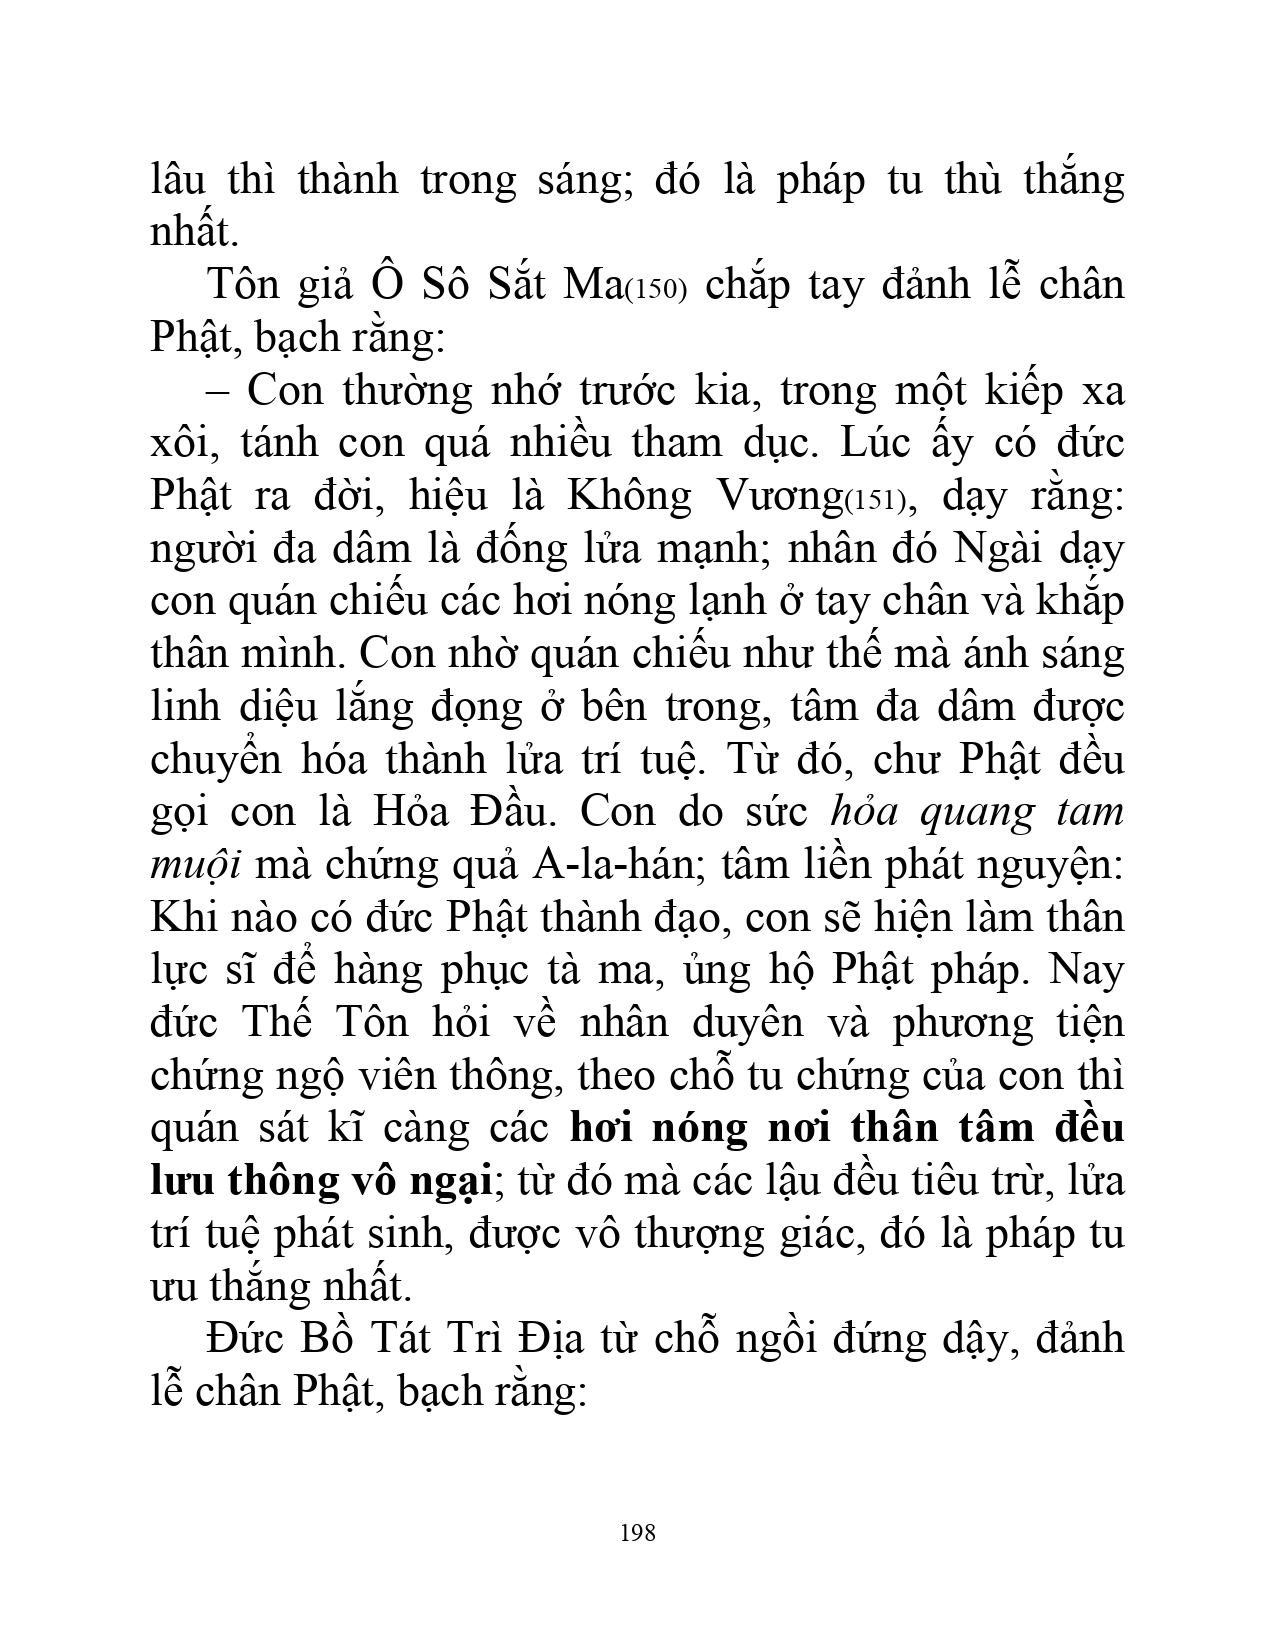 lâu thì thành trong sáng; đó là pháp tu thù thắng
nhất.
Tôn giả Ô Sô Sắt Ma(150) chắp tay đảnh lễ chân
Phật, bạch rằng:
– Con thường nhớ trước kia, trong một kiếp xa
xôi, tánh con quá nhiều tham dục. Lúc ấy có đức
Phật ra đời, hiệu là Không Vương(151), dạy rằng:
người đa dâm là đống lửa mạnh; nhân đó Ngài dạy
con quán chiếu các hơi nóng lạnh ở tay chân và khắp
thân mình. Con nhờ quán chiếu như thế mà ánh sáng
linh diệu lắng đọng ở bên trong, tâm đa dâm được
chuyển hóa thành lửa trí tuệ. Từ đó, chư Phật đều
gọi con là Hỏa Đầu. Con do sức hỏa quang tam
muội mà chứng quả A-la-hán; tâm liền phát nguyện:
Khi nào có đức Phật thành đạo, con sẽ hiện làm thân
lực sĩ để hàng phục tà ma, ủng hộ Phật pháp. Nay
đức Thế Tôn hỏi về nhân duyên và phương tiện
chứng ngộ viên thông, theo chỗ tu chứng của con thì
quán sát kĩ càng các hơi nóng nơi thân tâm đều
lưu thông vô ngại; từ đó mà các lậu đều tiêu trừ, lửa
trí tuệ phát sinh, được vô thượng giác, đó là pháp tu
ưu thắng nhất.
Đức Bồ Tát Trì Địa từ chỗ ngồi đứng dậy, đảnh
lễ chân Phật, bạch rằng:
198